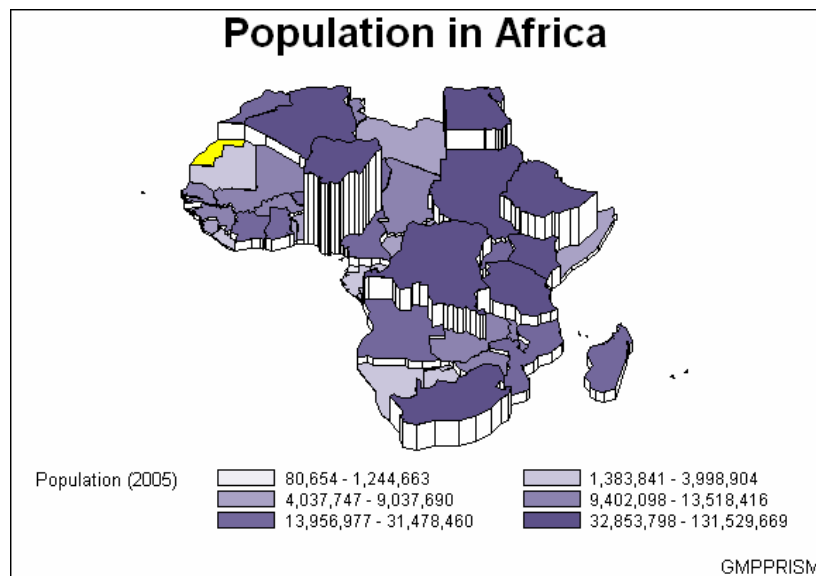 Population in Africa
Population (2005)
80,654 - 1,244,663
1,383,841 - 3,998,904
4,037,747 - 9,037,690
9,402,098 - 13,518,416
13,956,977 - 31,478,460
32,853,798 - 131,529,669
GMPPRISM